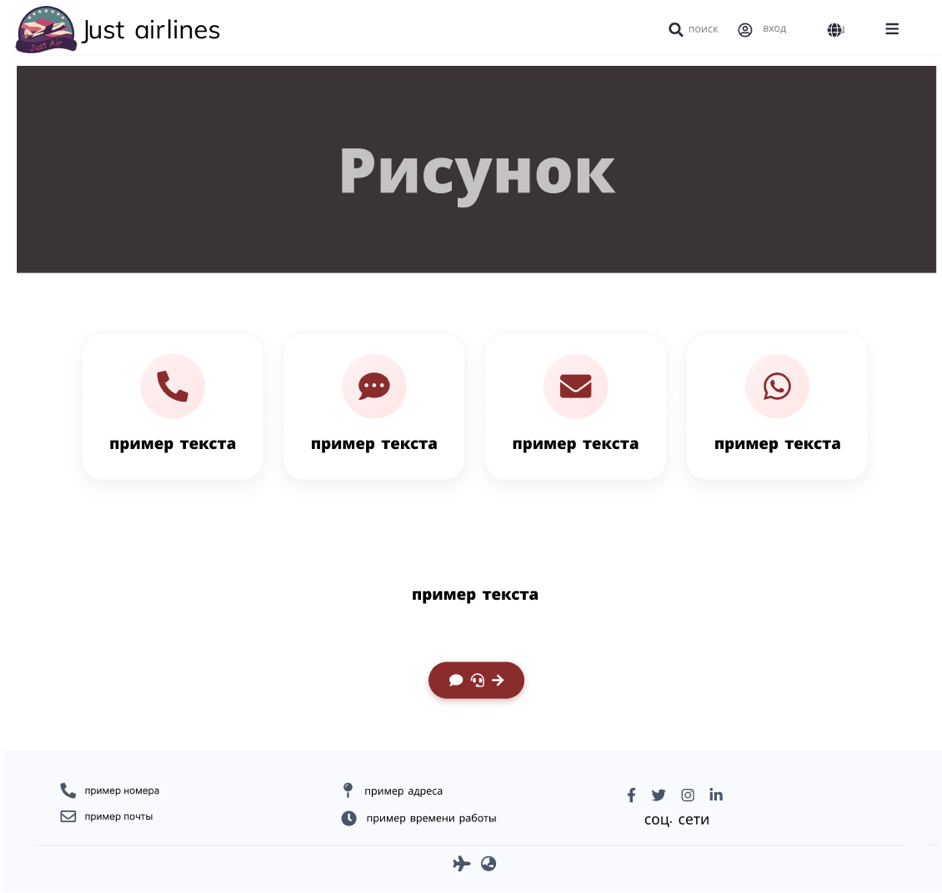 Just Air
Just airlines
поиск
вход
Рисунок
пример текста
пример текста
пример текста
пример текста
пример текста
пример номера
пример адреса
пример почты
пример времени работы
соц. сети